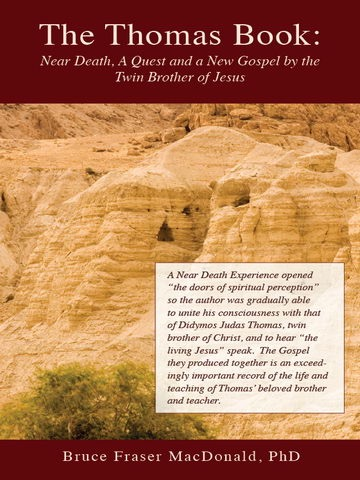 The Thomas Book:
Near Death, A Quest and a New Gospel by the
Twin Brother of Jesus
A Near Death Experience opened
“the doors of spiritual perception”
so the author was gradually able
to unite his consciousness with that
of Didymos Judas Thomas, twin
brother of Christ, and to hear “the
living Jesus” speak. The Gospel
they produced together is an exceed-
ingly important record of the life and
teaching of Thomas’ beloved brother
and teacher.
Bruce Fraser MacDonald, PhD